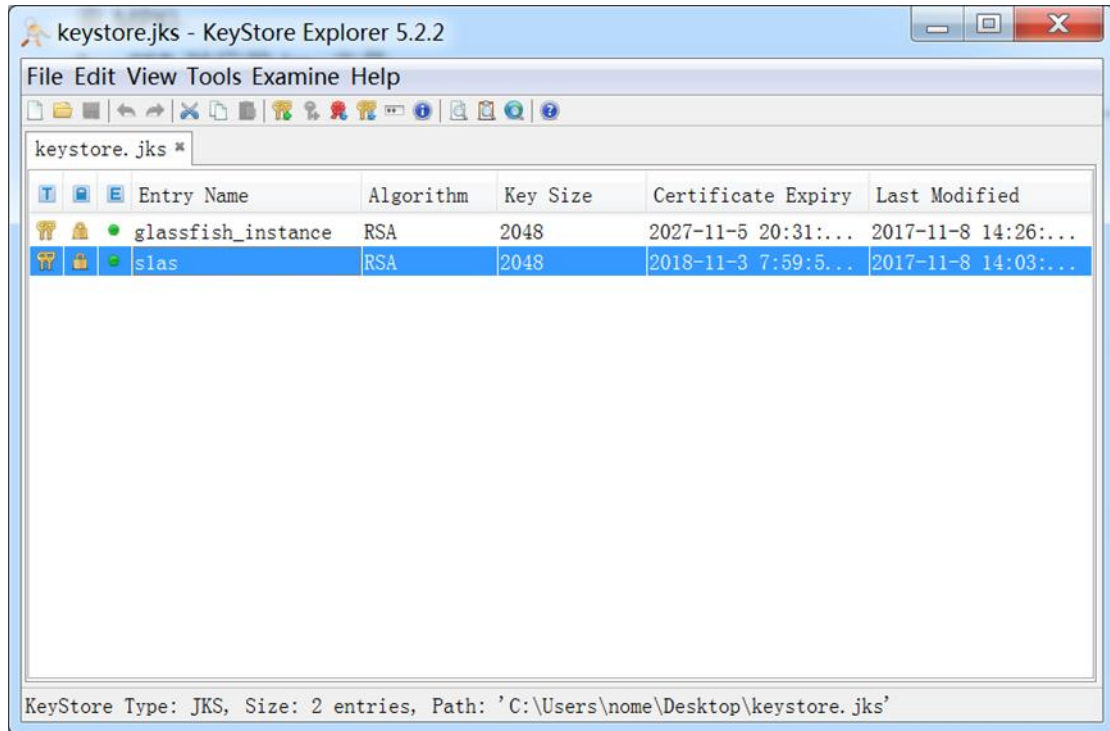 keystore.jks - KeyStore Explorer 5.2.2
File Edit View Tools Examine Help
keystore.jks
T E Entry Name Algorithm Key Size Certificate Expiry Last Modified
glassfish_instance RSA 2048 2027-11-5 20:31:... 2017-11-8 14:26:...
slas RSA 2048 2018-11-3 7:59:5... 2017-11-8 14:03:...
KeyStore Type: JKS, Size: 2 entries, Path: 'C:\Users\nome\Desktop\keystore.jks'